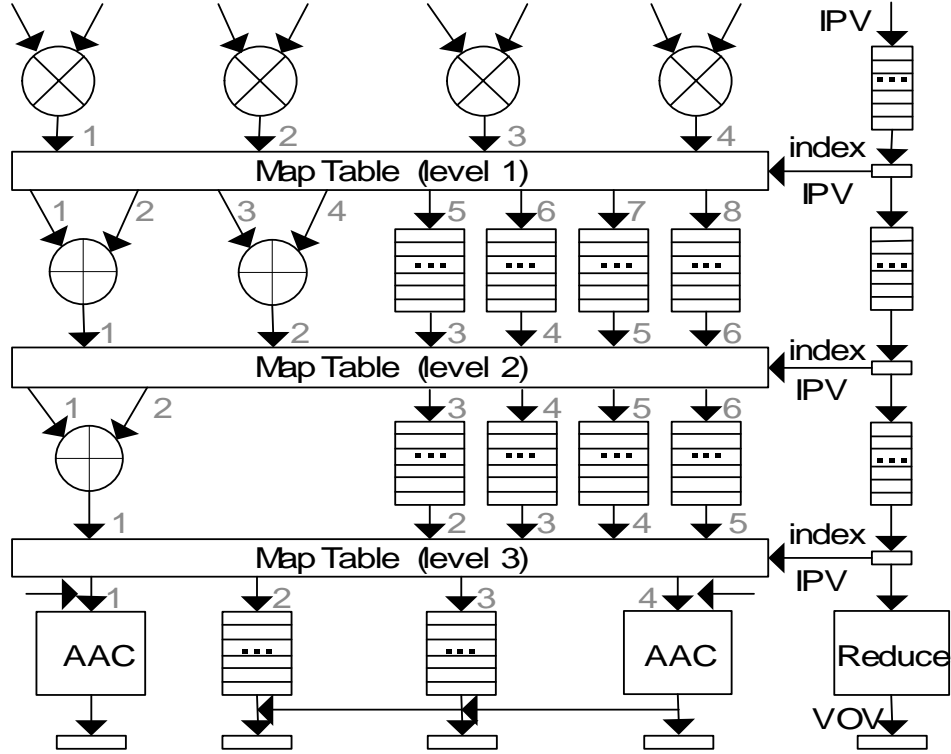 IPV
1 2 3 4
index
Map Table (level 1)
IPV
1 2 3 4 5 6 7 8
1 2 3 4 5 6
index
Map Table (level 2)
IPV
1 2 3 4 5 6
1 2 3 4 5
index
Map Table (level 3)
IPV
1 2 3 4
AAC AAC Reduce
VOV